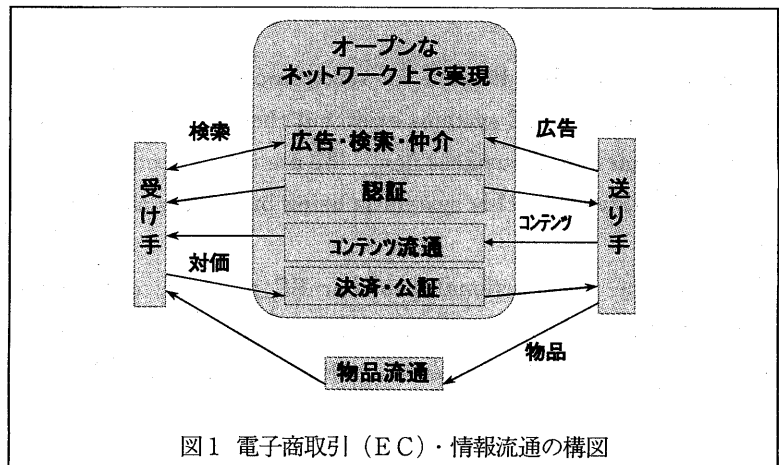 オープンな
ネットワーク上で実現
検索
広告
広告・検索・仲介
受け手
認証
送り手
コンテンツ
コンテンツ流通
対価
決済・公証
物品
物品流通
図1 電子商取引(EC)・情報流通の構図